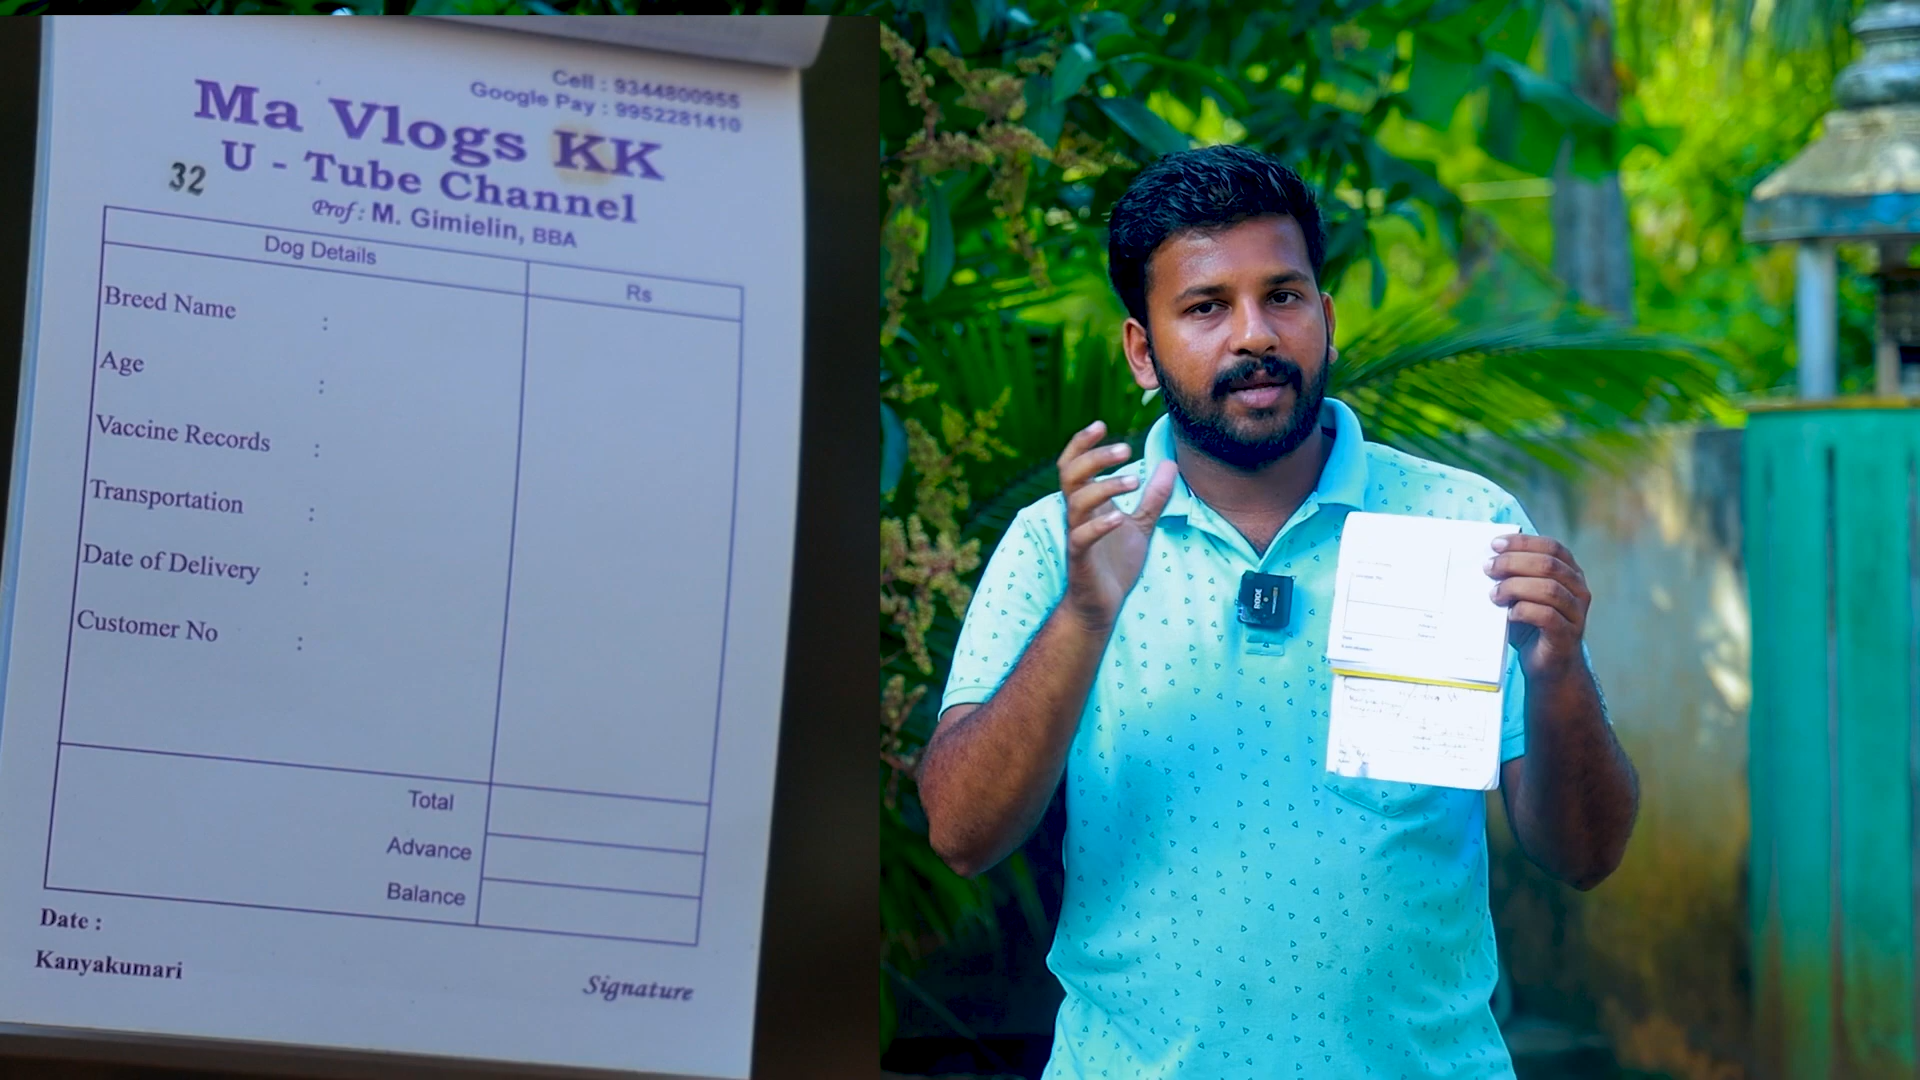 Cell : 9344800955
Google Pay : 9952281410
Ma Vlogs KK
U - Tube Channel
32
Prof : M. Gimielin, BBA
Dog Details
Rs
Breed Name :
Age :
Vaccine Records :
Transportation :
Date of Delivery :
Customer No :
Total
Advance
Balance
Date :
Kanyakumari
Signature
RODE